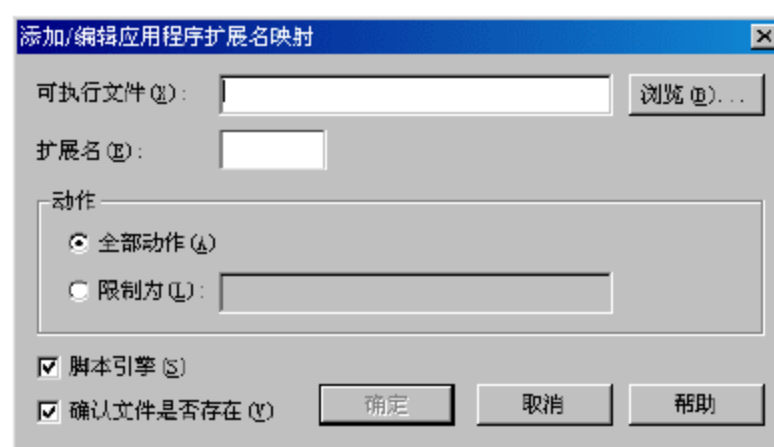 添加/编辑应用程序扩展名映射
可执行文件(X): 浏览(B)...
扩展名(E):
动作
全部动作(A)
限制为(L):
脚本引擎(S)
确认文件是否存在(Y) 确定 取消 帮助